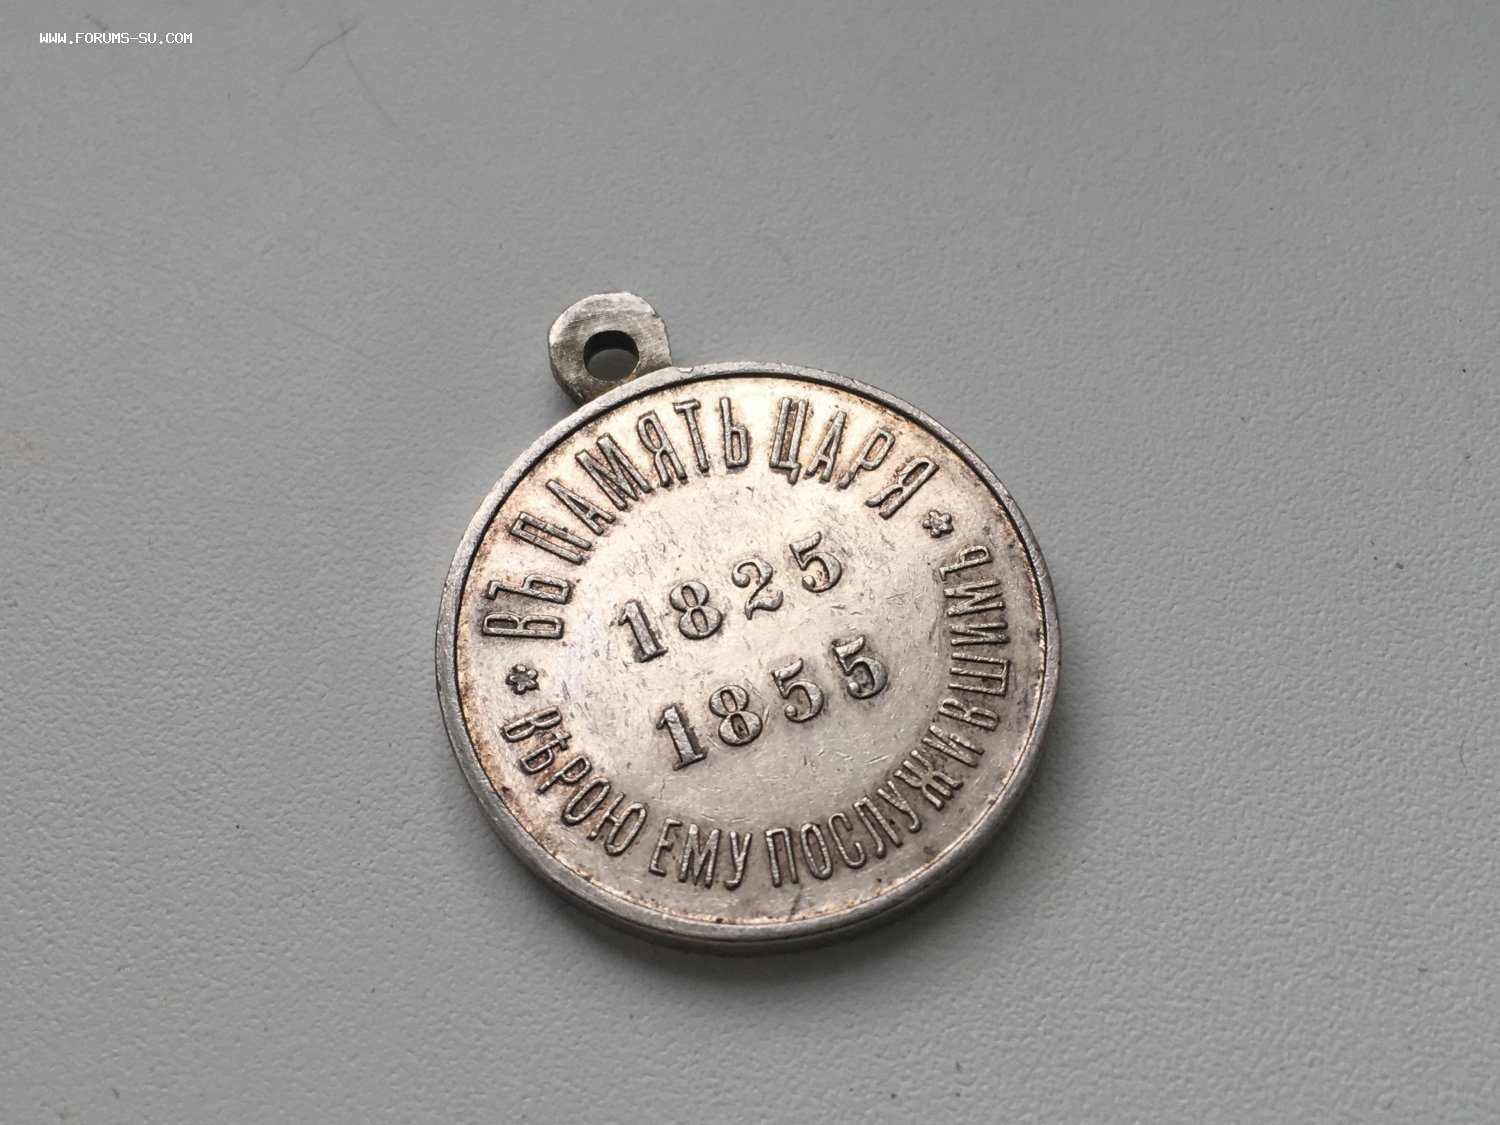 WWW.FORUMS-SU.COM
ВЪ ПАМЯТЬ ЦАРЯ
1825
1855
ВѢРОЮ ЕМУ ПОСЛУЖИВШИМЪ